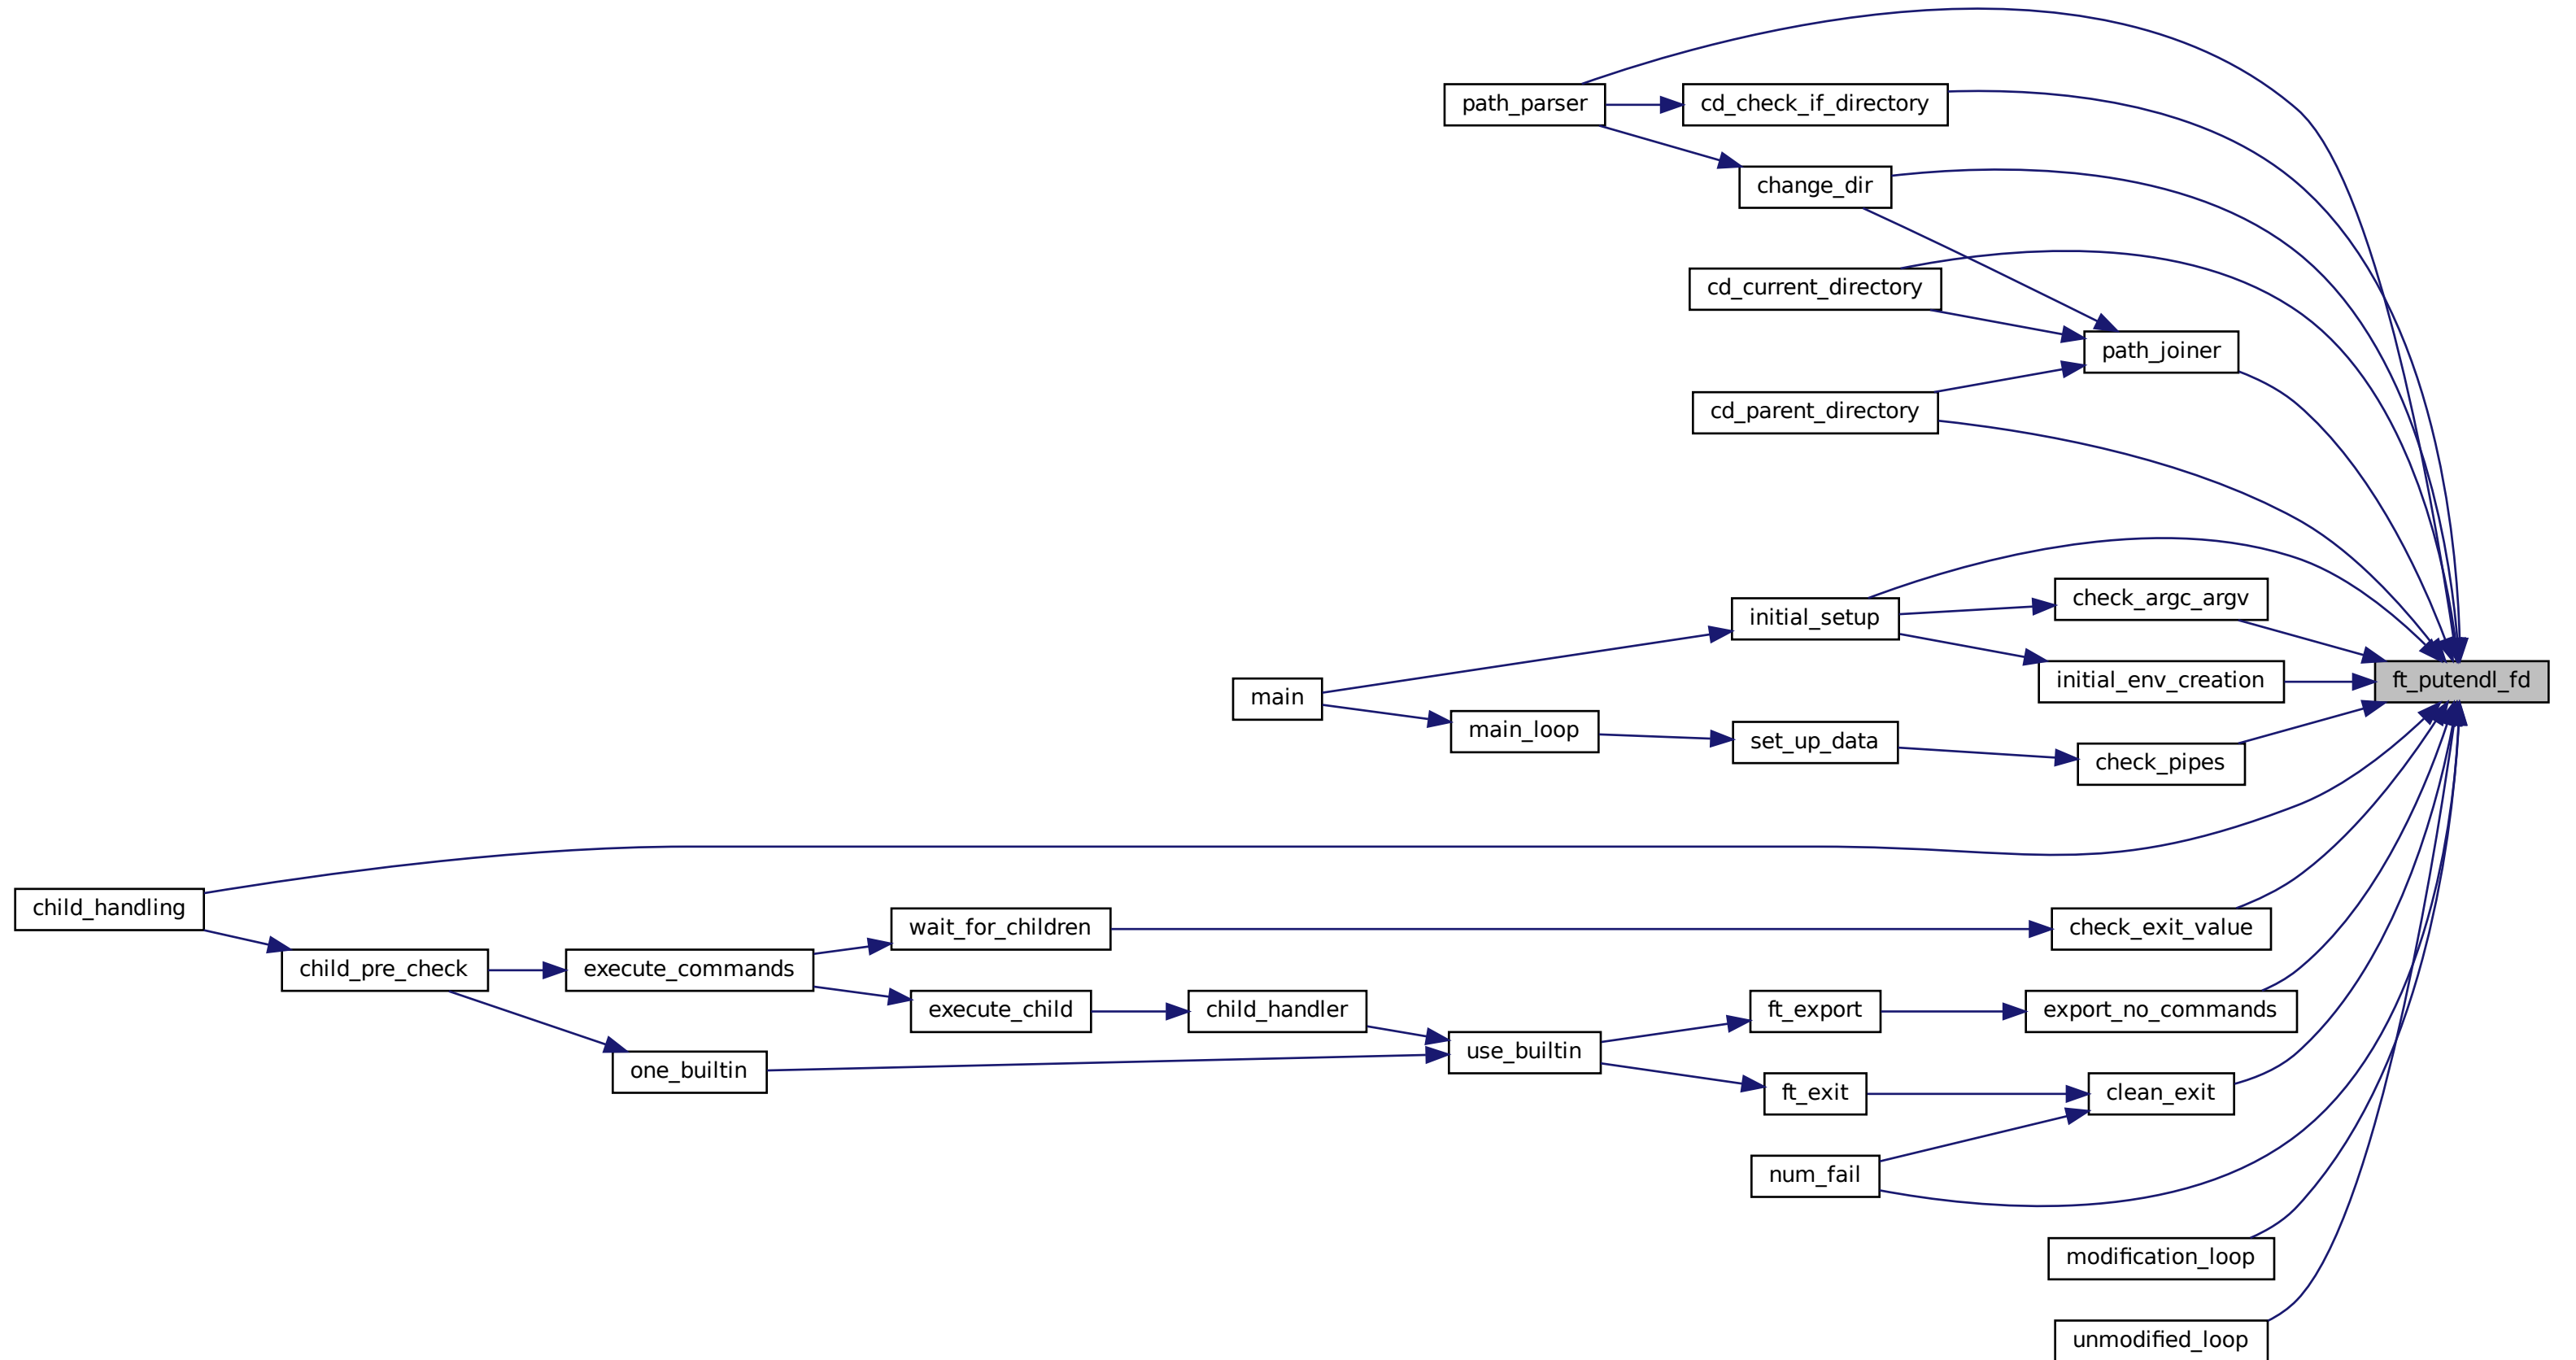 path_parser
cd_check_if_directory
change_dir
cd_current_directory
path_joiner
cd_parent_directory
check_argc_argv
initial_setup
initial_env_creation
ft_putendl_fd
main
main_loop
set_up_data
check_pipes
child_handling
wait_for_children
check_exit_value
child_pre_check
execute_commands
execute_child
child_handler
ft_export
export_no_commands
use_builtin
one_builtin
ft_exit
clean_exit
num_fail
modification_loop
unmodified_loop